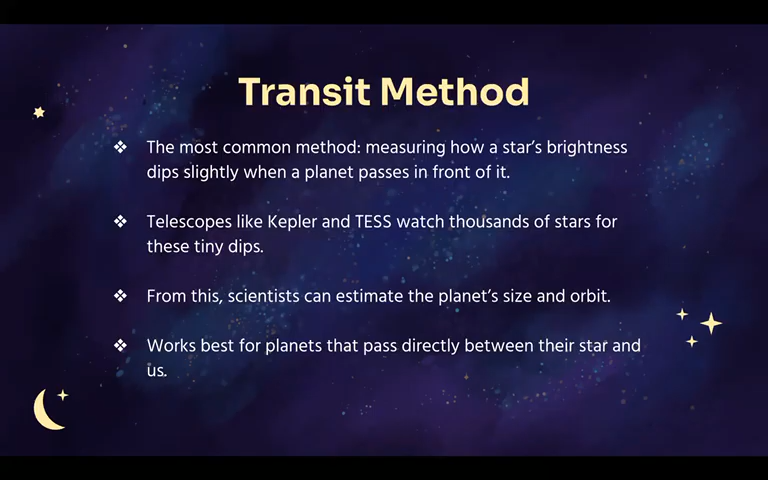 Transit Method
❖ The most common method: measuring how a star’s brightness
dips slightly when a planet passes in front of it.
❖ Telescopes like Kepler and TESS watch thousands of stars for
these tiny dips.
❖ From this, scientists can estimate the planet’s size and orbit.
❖ Works best for planets that pass directly between their star and
us.